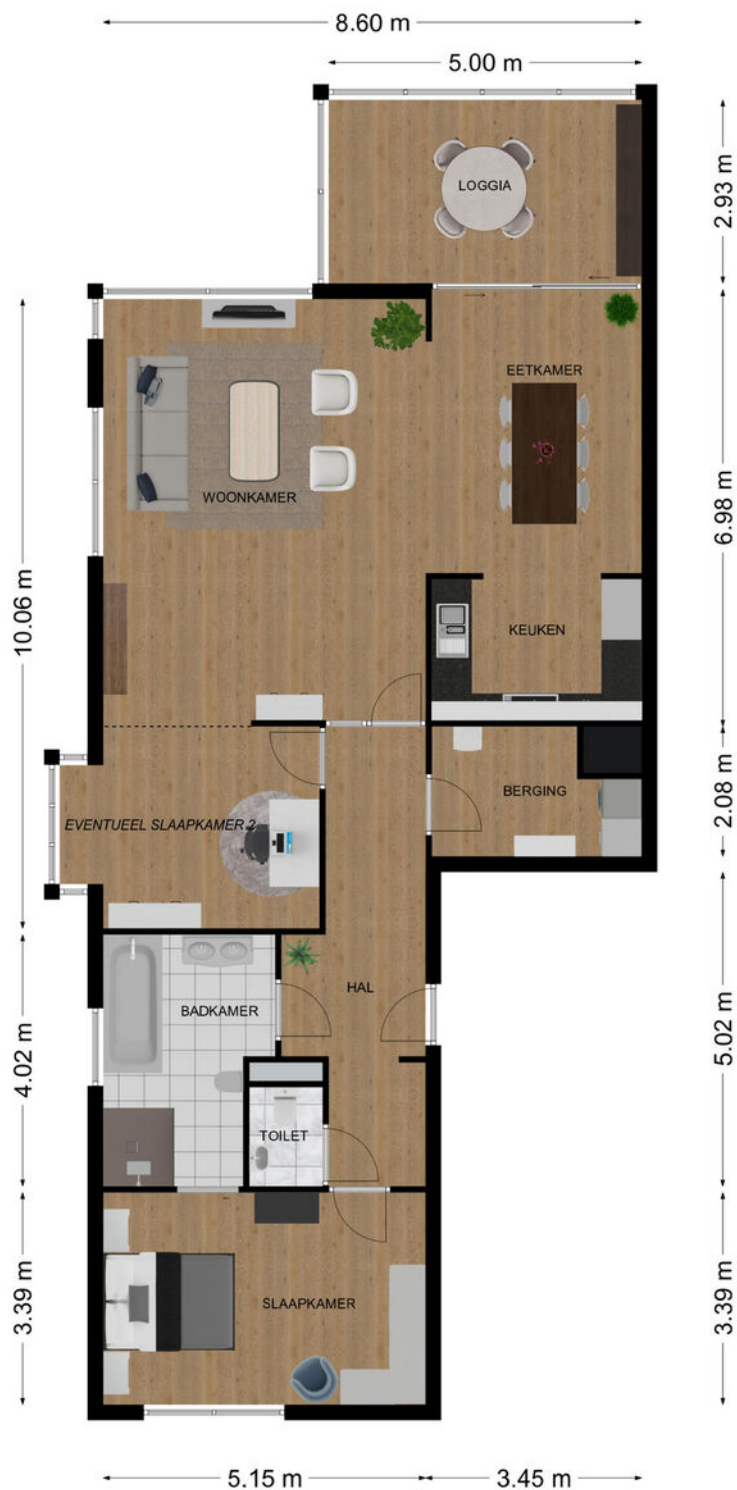 8.60 m
5.00 m
LOGGIA
2.93 m
EETKAMER
WOONKAMER
6.98 m
10.06 m
KEUKEN
BERGING
2.08 m
EVENTUEEL SLAAPKAMER 2
HAL
BADKAMER
5.02 m
4.02 m
TOILET
SLAAPKAMER
3.39 m
3.39 m
5.15 m
3.45 m